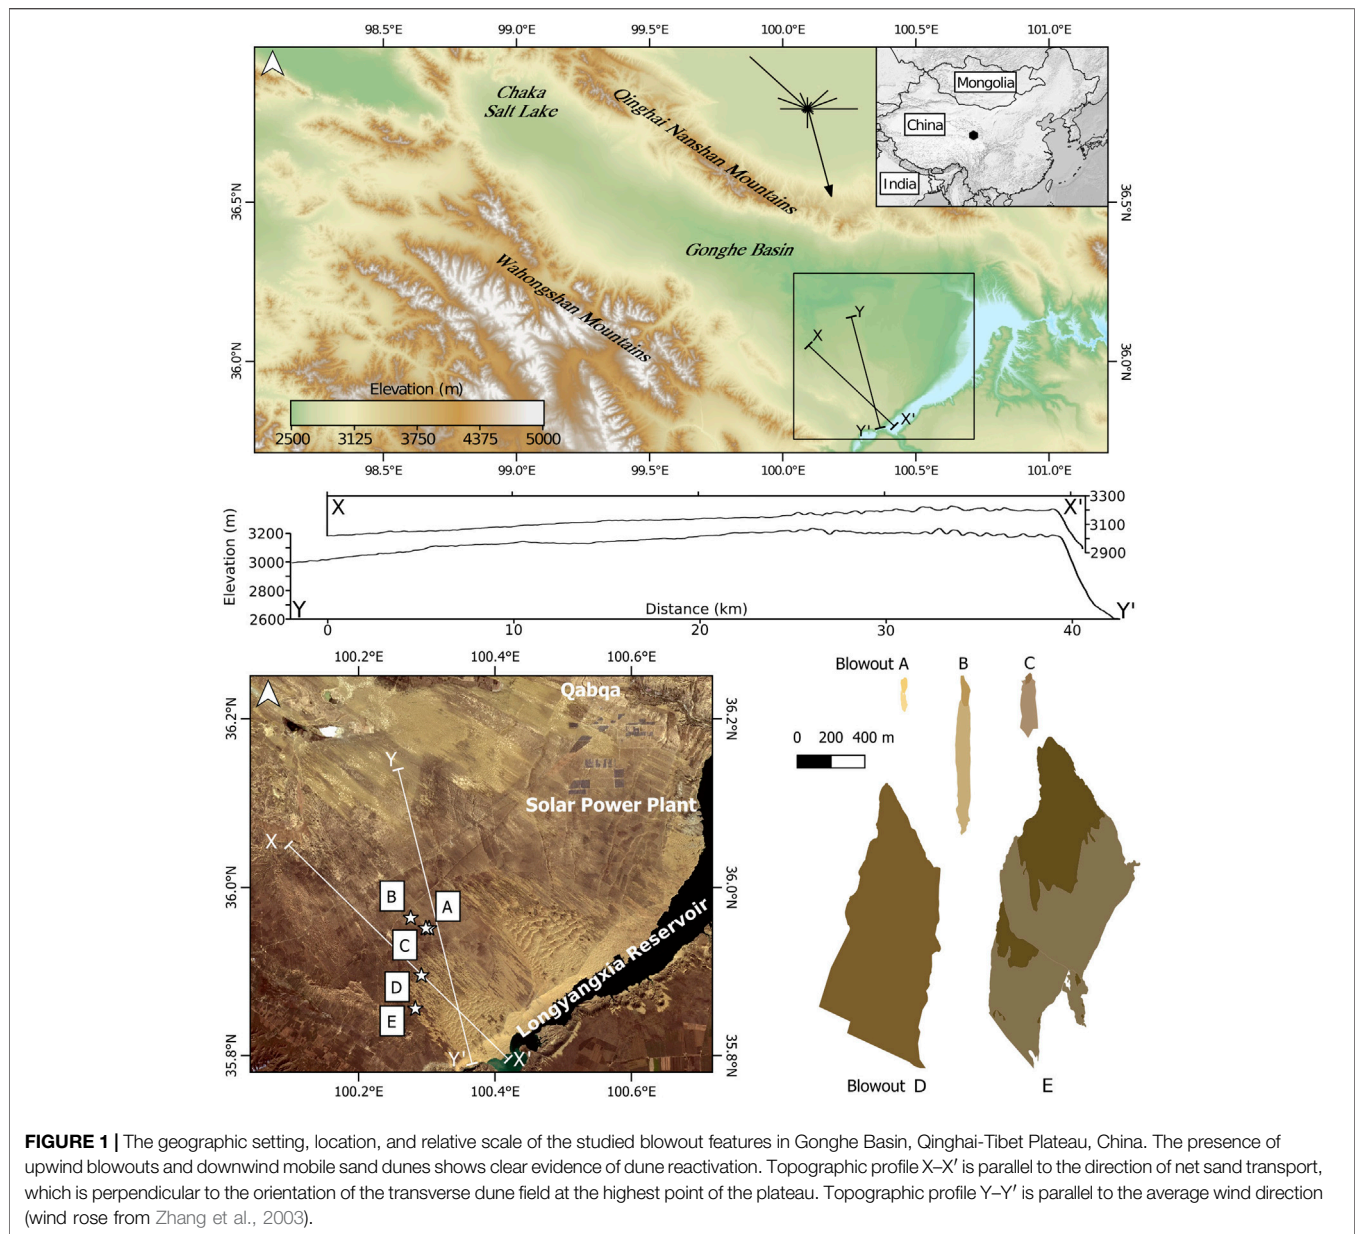 98.5°E 99.0°E 99.5°E 100.0°E 100.5°E 101.0°E
Chaka
Salt Lake
Qinghai Nanshan Mountains
Mongolia
China
India
36.5°N
36.5°N
Gonghe Basin
Wahongshan Mountains
Y
X
36.0°N
36.0°N
Elevation (m)
2500 3125 3750 4375 5000
Y' X'
98.5°E 99.0°E 99.5°E 100.0°E 100.5°E 101.0°E
X X'
3300
3100
2900
Elevation (m)
3200
3000
2800
2600
Y Distance (km) Y'
0 10 20 30 40
100.2°E 100.4°E 100.6°E
Qabqa
36.2°N
36.2°N
Y
Solar Power Plant
X
36.0°N
36.0°N
B
A
C
D
E
Longyangxia Reservoir
35.8°N
35.8°N
Y' X'
100.2°E 100.4°E 100.6°E
Blowout A B C
0 200 400 m
Blowout D E
FIGURE 1 | The geographic setting, location, and relative scale of the studied blowout features in Gonghe Basin, Qinghai-Tibet Plateau, China. The presence of
upwind blowouts and downwind mobile sand dunes shows clear evidence of dune reactivation. Topographic profile X–X′ is parallel to the direction of net sand transport,
which is perpendicular to the orientation of the transverse dune field at the highest point of the plateau. Topographic profile Y–Y′ is parallel to the average wind direction
(wind rose from Zhang et al., 2003).